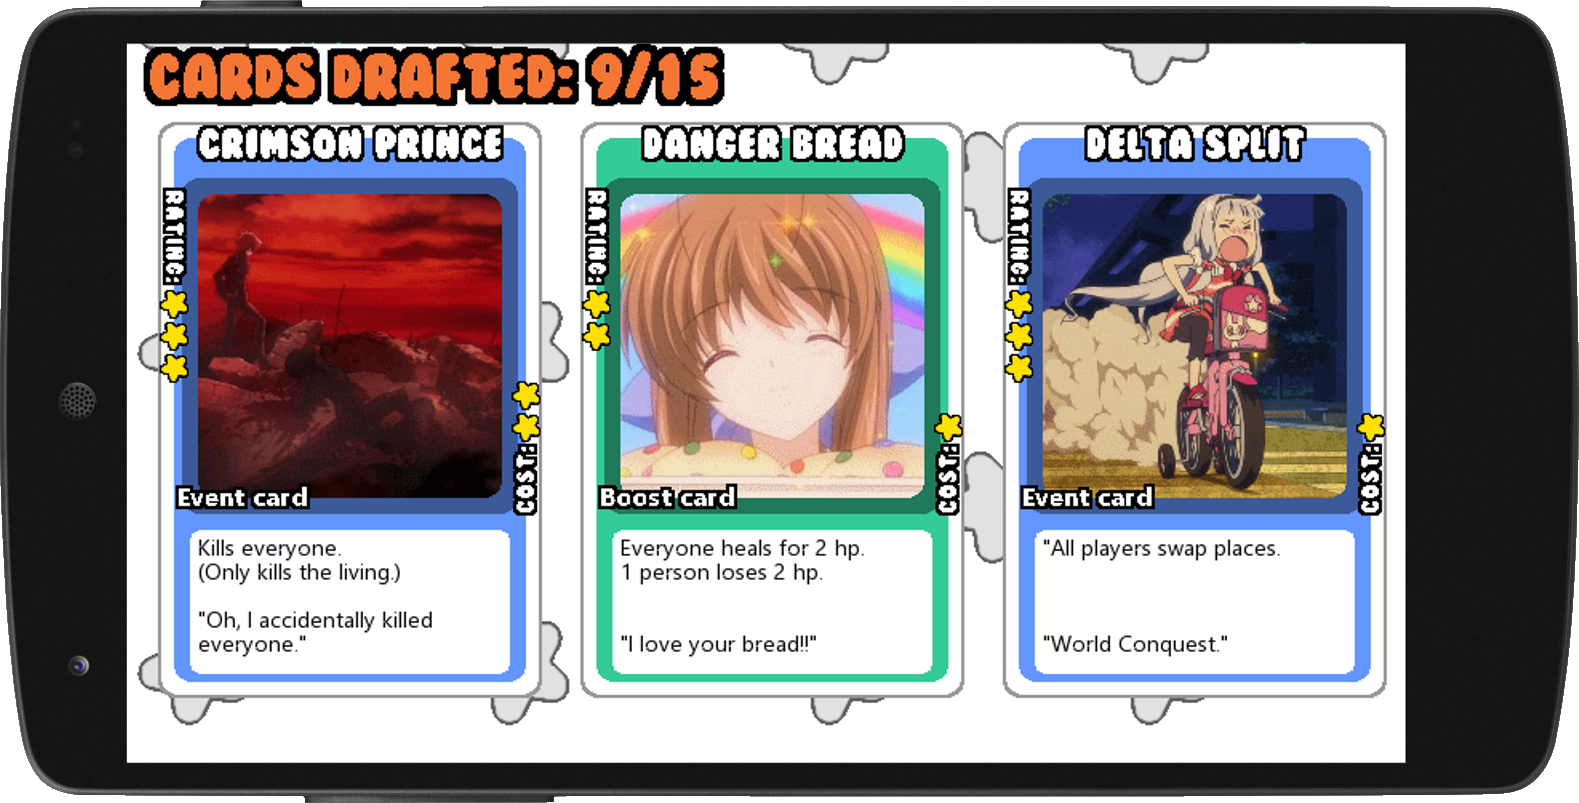 CARDS DRAFTED: 9/15
CRIMSON PRINCE
RATING:
COST:
Event card
Kills everyone.
(Only kills the living.)
"Oh, I accidentally killed
everyone."
DANGER BREAD
RATING:
COST:
Boost card
Everyone heals for 2 hp.
1 person loses 2 hp.
"I love your bread!!"
DELTA SPLIT
RATING:
COST:
Event card
"All players swap places.
"World Conquest."